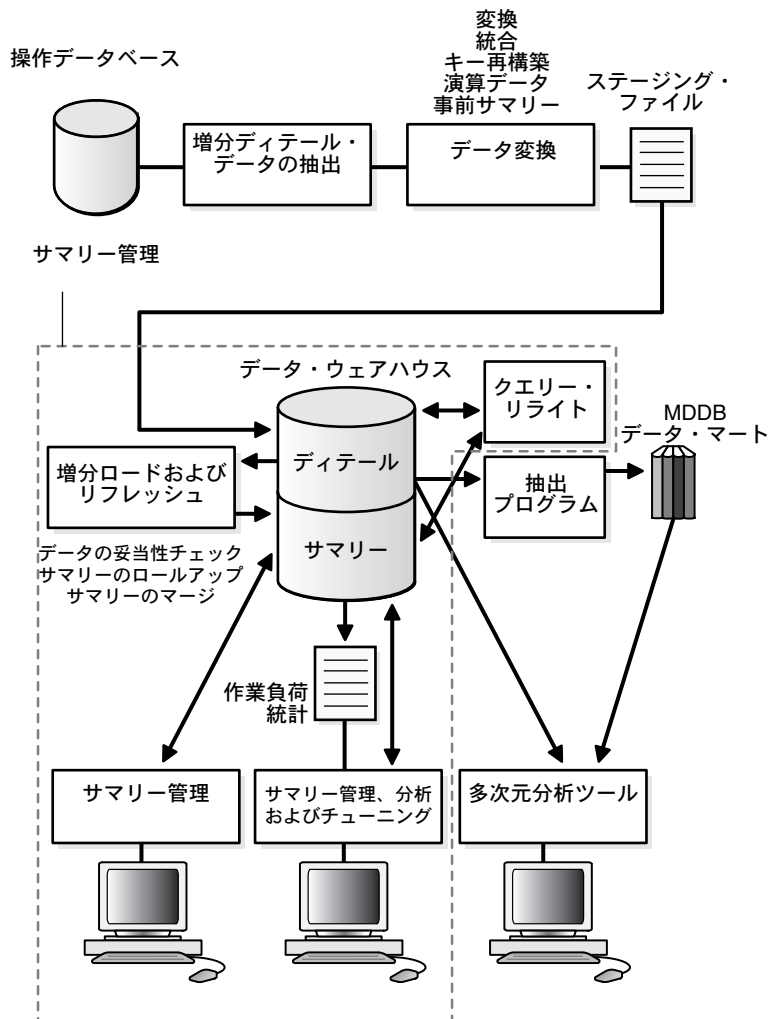 変換
統合
キー再構築
演算データ
事前サマリー
操作データベース
ステージング・
ファイル
増分ディテール・
データの抽出
データ変換
サマリー管理
データ・ウェアハウス
クエリー・
リライト
MDDB
データ・マート
ディテール
増分ロードおよび
リフレッシュ
抽出
プログラム
サマリー
データの妥当性チェック
サマリーのロールアップ
サマリーのマージ
作業負荷
統計
サマリー管理
サマリー管理、分析
およびチューニング
多次元分析ツール